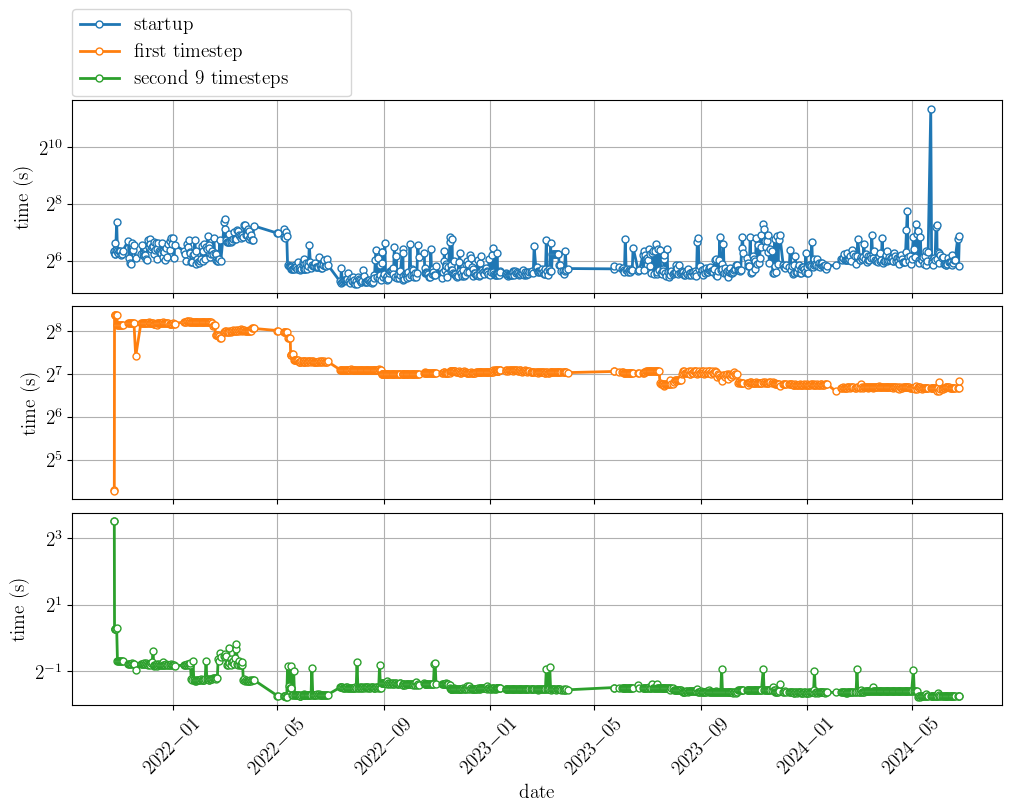 startup
first timestep
second 9 timesteps
time (s)
2^10
2^8
2^6
time (s)
2^8
2^7
2^6
2^5
time (s)
2^3
2^1
2^−1
2022−01
2022−05
2022−09
2023−01
2023−05
2023−09
2024−01
2024−05
date